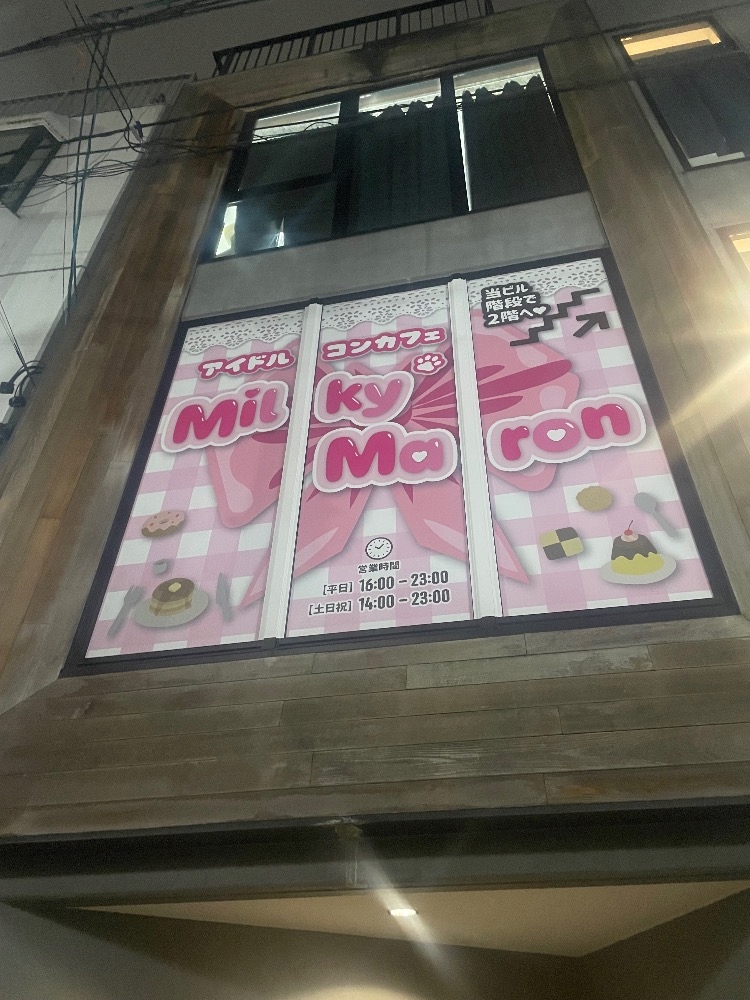 当ビル
階段で
2階へ♥
アイドル コンカフェ
Milky
Maron
営業時間
[平日] 16:00 – 23:00
[土日祝] 14:00 – 23:00